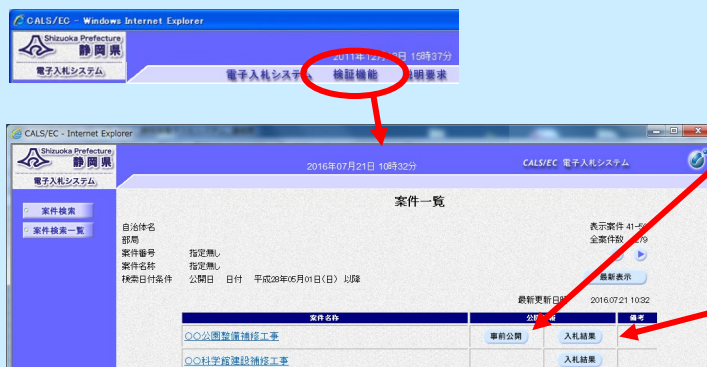 CALS/EC - Windows Internet Explorer
Shizuoka Prefecture
静岡県
電子入札システム
15時37分
電子入札システム 検証機能 説明要求
CALS/EC - Internet Explorer
Shizuoka Prefecture
静岡県
電子入札システム
2016年07月21日 10時32分
CALS/EC 電子入札システム
案件検索
案件検索一覧
案件一覧
自治体名
部局
案件番号 指定無し
案件名称 指定無し
検索日付条件 公開日 日付 平成28年05月01日(日) 以降
表示案件 41-
全案件数
最新表示
最新更新日時 2016.07.21 10:32
案件名称 備考
〇〇公園整備補修工事 事前公開 入札結果
〇〇科学館建設補修工事 入札結果